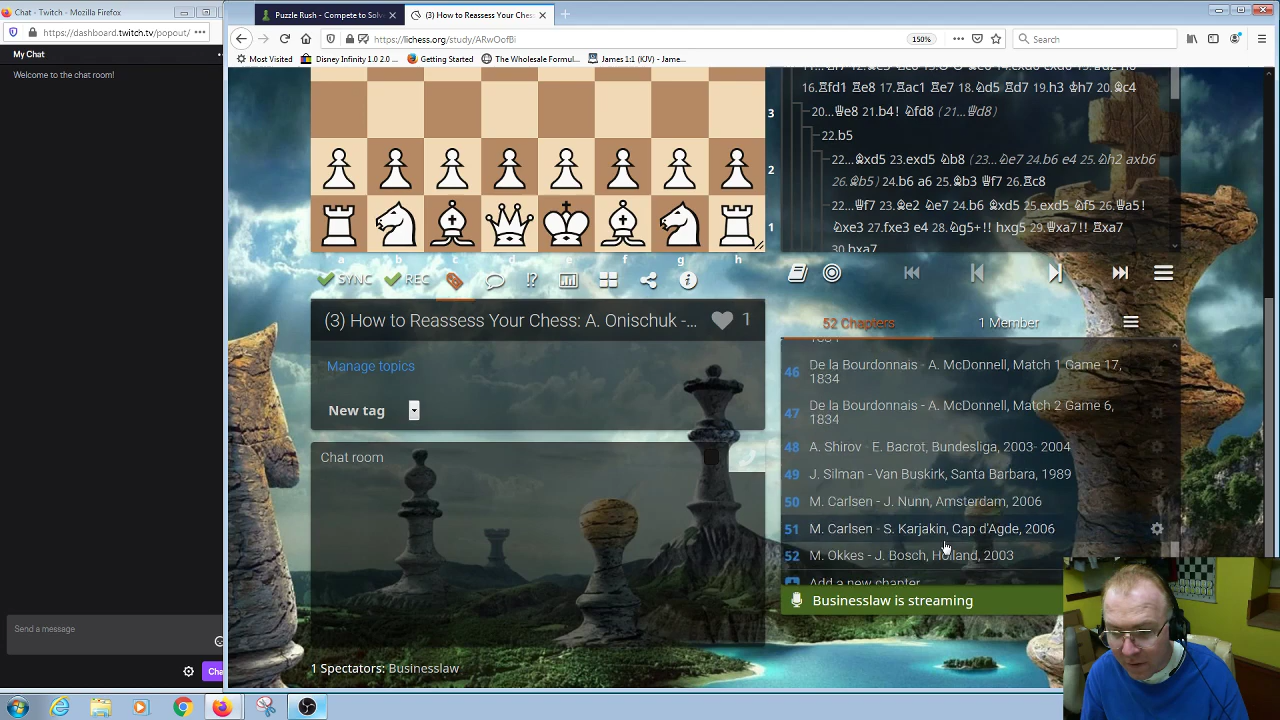 Chat - Twitch - Mozilla Firefox
https://dashboard.twitch.tv/popout/
My Chat
Welcome to the chat room!
Send a message
Cha
Puzzle Rush - Compete to Solv
(3) How to Reassess Your Ches
https://lichess.org/study/ARwOofBi
150%
Search
Most Visited
Disney Infinity 1.0 2.0 ...
Getting Started
The Wholesale Formul...
James 1:1 (KJV) - Jame...
16.♖fd1 ♖e8 17.♖ac1 ♖e7 18.♘d5 ♖d7 19.h3 ♔h7 20.♗c4
20...♕e8 21.b4! ♘fd8 (21...♕d8)
22.b5
22...♗xd5 23.exd5 ♘b8 (23...♘e7 24.b6 e4 25.♘h2 axb6
26.♗b5) 24.b6 a6 25.♗b3 ♕f7 26.♖c8
22...♕f7 23.♗e2 ♘e7 24.b6 ♗xd5 25.exd5 ♘f5 26.♕a5!
♘xe3 27.fxe3 e4 28.♘g5+!! hxg5 29.♕xa7!! ♖xa7
30.bxa7
3
2
1
a b c d e f g h
SYNC
REC
!?
(3) How to Reassess Your Chess: A. Onischuk -...
1
Manage topics
New tag
Chat room
1 Spectators: Businesslaw
52 Chapters
1 Member
1834
46 De la Bourdonnais - A. McDonnell, Match 1 Game 17,
1834
47 De la Bourdonnais - A. McDonnell, Match 2 Game 6,
1834
48 A. Shirov - E. Bacrot, Bundesliga, 2003- 2004
49 J. Silman - Van Buskirk, Santa Barbara, 1989
50 M. Carlsen - J. Nunn, Amsterdam, 2006
51 M. Carlsen - S. Karjakin, Cap d'Agde, 2006
52 M. Okkes - J. Bosch, Holland, 2003
Add a new chapter
Businesslaw is streaming